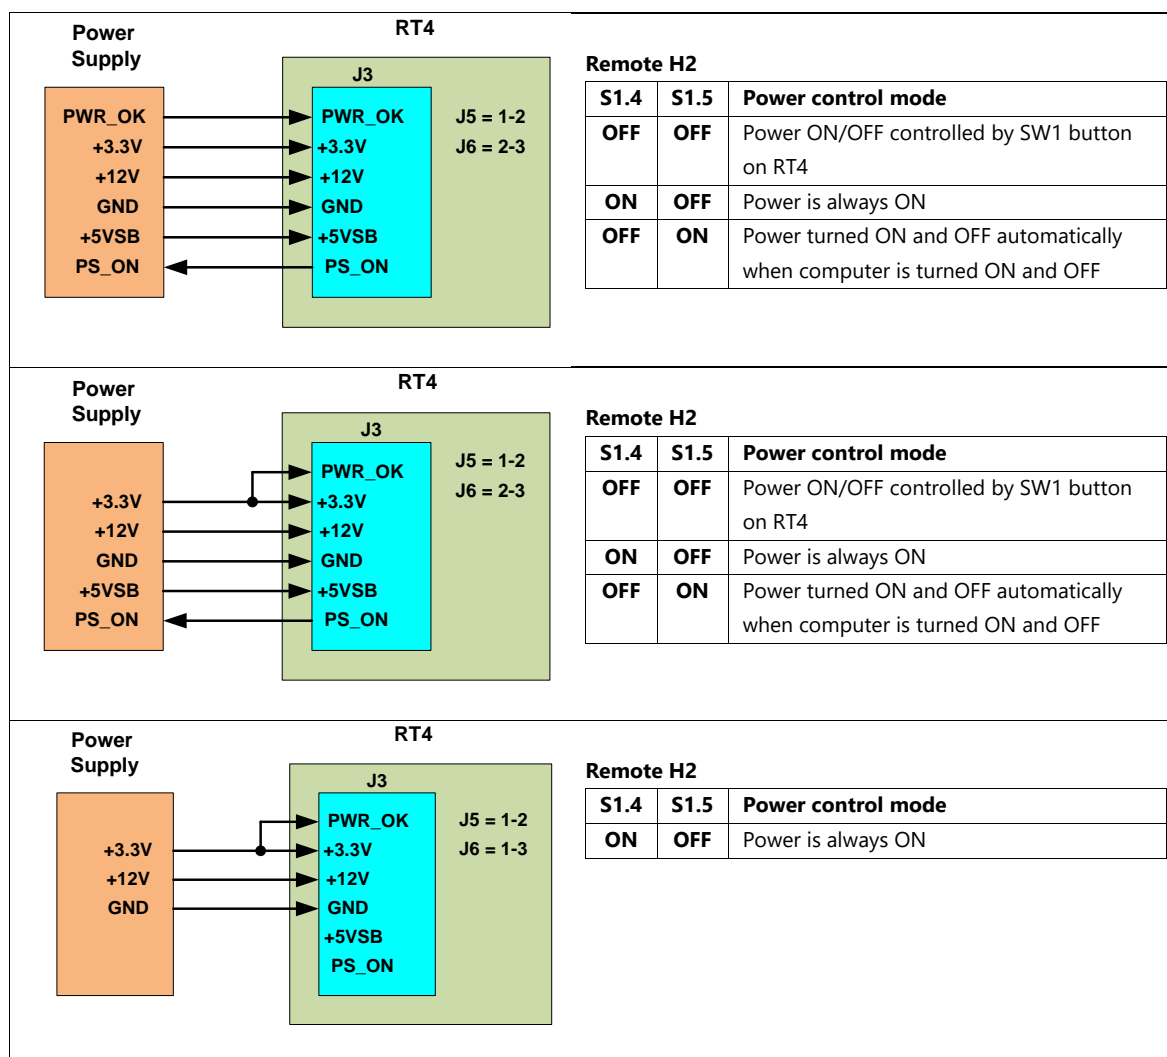 Power
Supply
RT4
J3
PWR_OK
+3.3V
+12V
GND
+5VSB
PS_ON
PWR_OK
+3.3V
+12V
GND
+5VSB
PS_ON
J5 = 1-2
J6 = 2-3
Remote H2
S1.4 S1.5 Power control mode
OFF OFF Power ON/OFF controlled by SW1 button
on RT4
ON OFF Power is always ON
OFF ON Power turned ON and OFF automatically
when computer is turned ON and OFF
Power
Supply
RT4
J3
+3.3V
+12V
GND
+5VSB
PS_ON
PWR_OK
+3.3V
+12V
GND
+5VSB
PS_ON
J5 = 1-2
J6 = 2-3
Remote H2
S1.4 S1.5 Power control mode
OFF OFF Power ON/OFF controlled by SW1 button
on RT4
ON OFF Power is always ON
OFF ON Power turned ON and OFF automatically
when computer is turned ON and OFF
Power
Supply
RT4
J3
+3.3V
+12V
GND
PWR_OK
+3.3V
+12V
GND
+5VSB
PS_ON
J5 = 1-2
J6 = 1-3
Remote H2
S1.4 S1.5 Power control mode
ON OFF Power is always ON